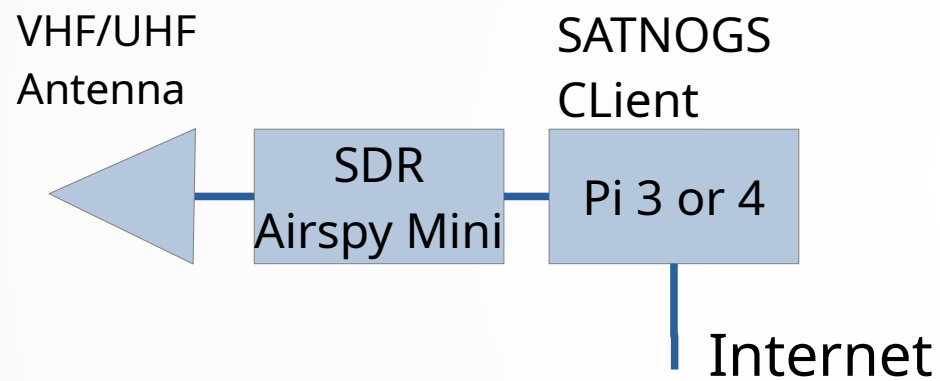 VHF/UHF
Antenna
SATNOGS
CLient
SDR
Airspy Mini
Pi 3 or 4
Internet